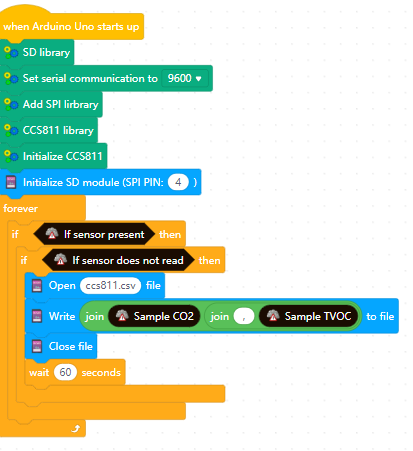 when Arduino Uno starts up
SD library
Set serial communication to 9600
Add SPI lirbrary
CCS811 library
Initialize CCS811
Initialize SD module (SPI PIN: 4 )
forever
if If sensor present then
if If sensor does not read then
Open ccs811.csv file
Write join Sample CO2 join , Sample TVOC to file
Close file
wait 60 seconds